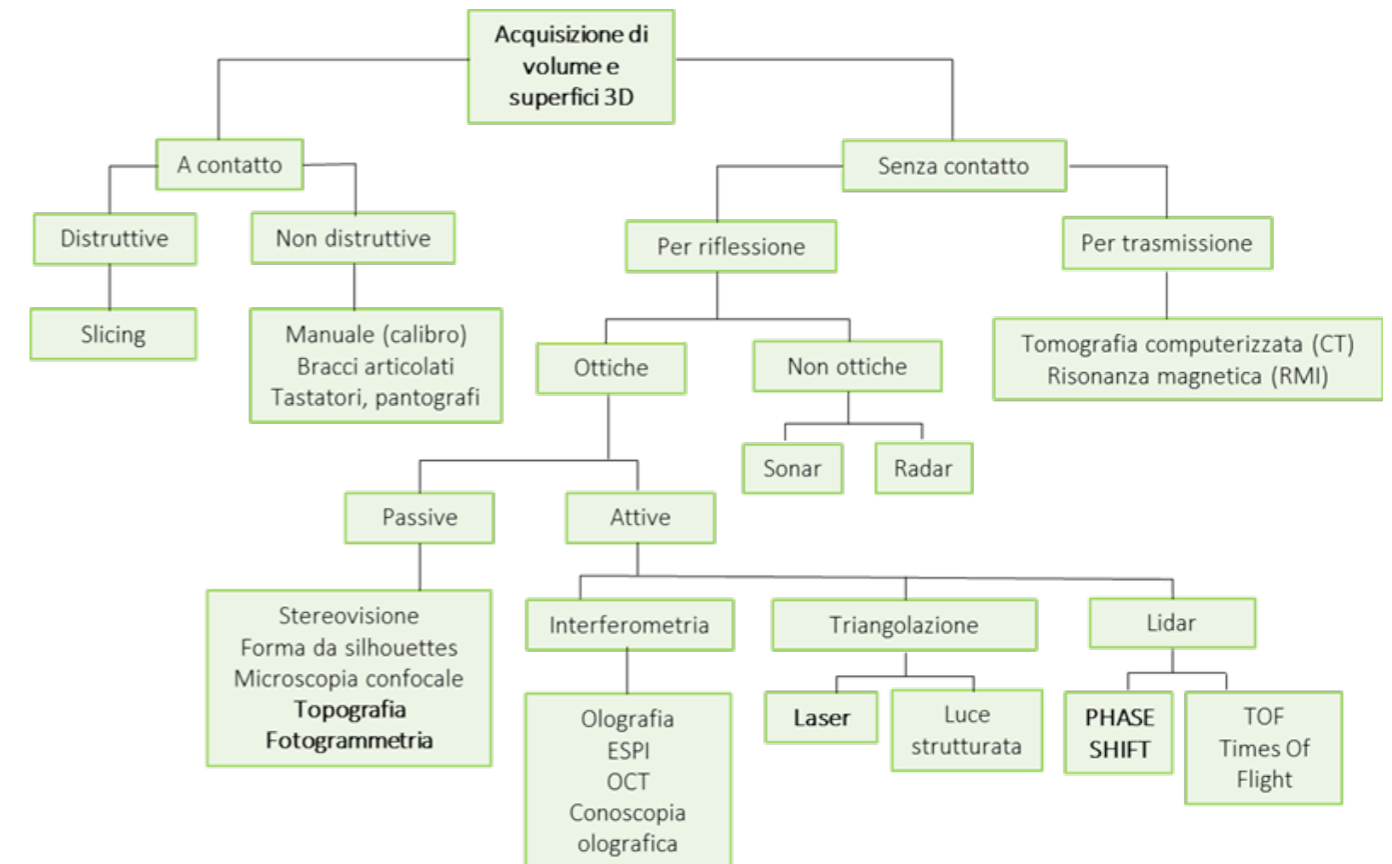 Acquisizione di
volume e
superfici 3D
A contatto
Senza contatto
Distruttive
Non distruttive
Per riflessione
Per trasmissione
Slicing
Manuale (calibro)
Bracci articolati
Tastatori, pantografi
Ottiche
Non ottiche
Tomografia computerizzata (CT)
Risonanza magnetica (RMI)
Sonar
Radar
Passive
Attive
Stereovisione
Forma da silhouettes
Microscopia confocale
Topografia
Fotogrammetria
Interferometria
Triangolazione
Lidar
Olografia
ESPI
OCT
Conoscopia
olografica
Laser
Luce
strutturata
PHASE
SHIFT
TOF
Times Of
Flight